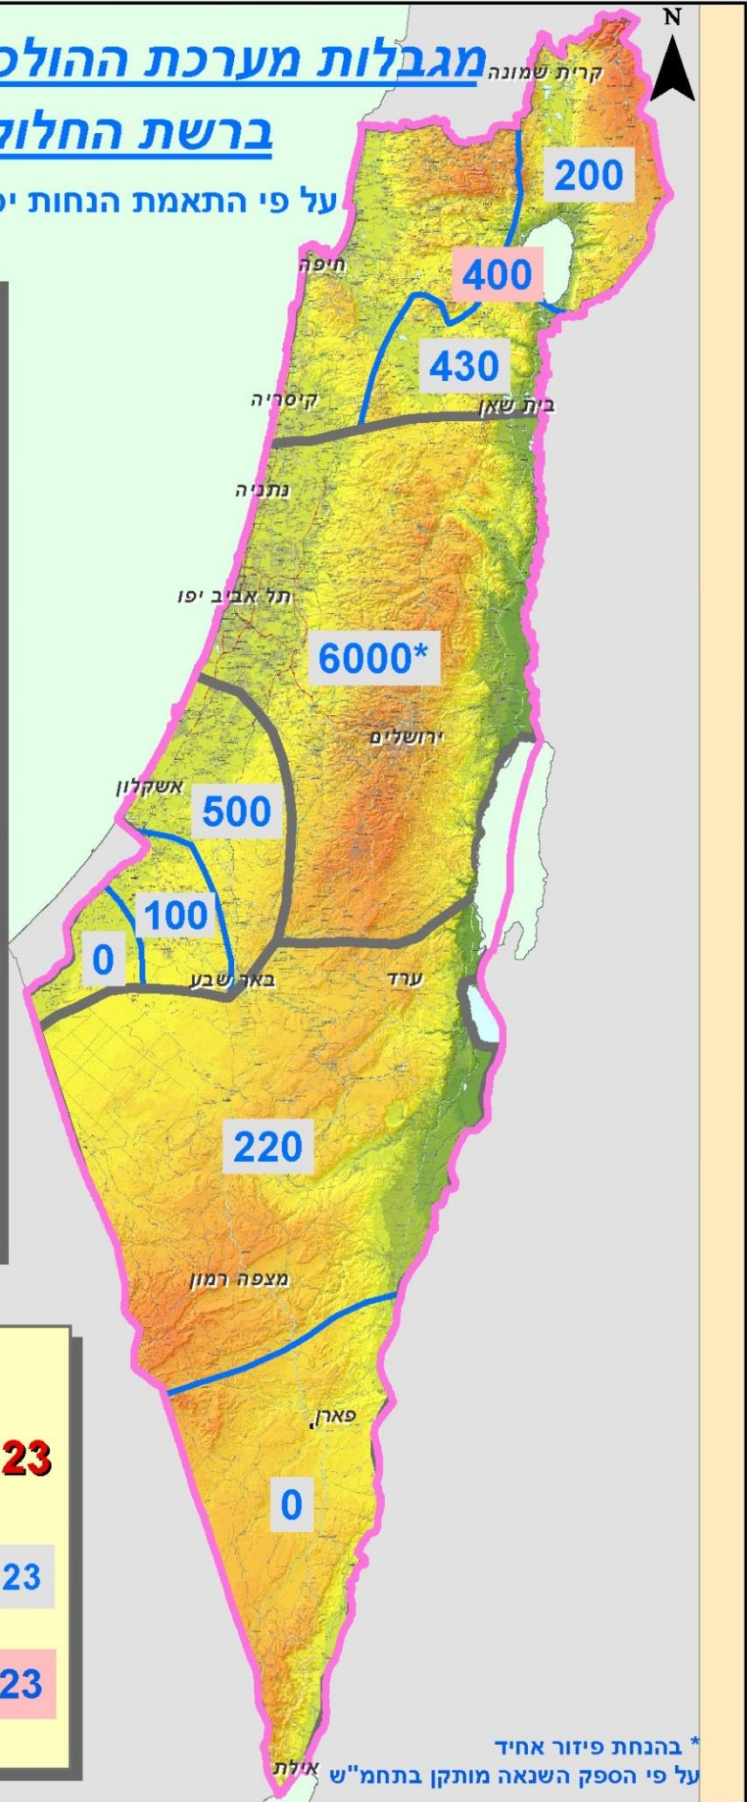 מגבלות מערכת
ברשת
על פי התאמת הנחות
N
קרית שמונה
200
חיפה
400
430
קיסריה
בית שאן
נתניה
תל אביב יפו
6000*
ירושלים
אשקלון
500
100
0
באר שבע
ערד
220
מצפה רמון
פארן
23
0
23
23
* בהנחת פיזור אחיד
על פי הספק השנאה מותקן בתחמ"ש
אילת